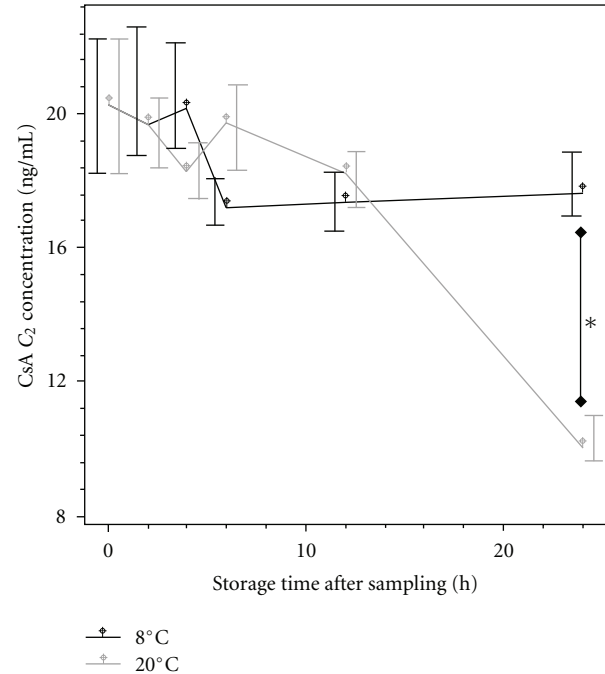 CsA C₂ concentration (ng/mL)
20
16
12
8
*
0
10
20
Storage time after sampling (h)
8°C
20°C